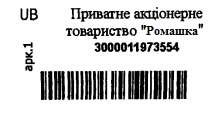 UB
Приватне акціонерне
товариство "Ромашка"
3000011973554
арк.1